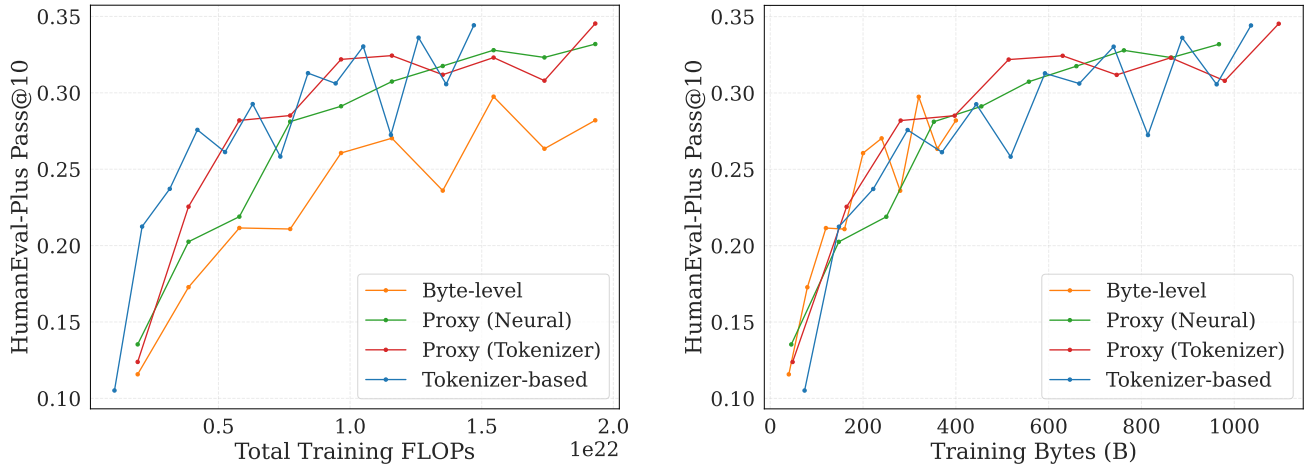 HumanEval-Plus Pass@10
0.35
0.30
0.25
0.20
0.15
0.10
0.5
1.0
1.5
2.0
1e22
Total Training FLOPs
Byte-level
Proxy (Neural)
Proxy (Tokenizer)
Tokenizer-based
HumanEval-Plus Pass@10
0.35
0.30
0.25
0.20
0.15
0.10
0
200
400
600
800
1000
Training Bytes (B)
Byte-level
Proxy (Neural)
Proxy (Tokenizer)
Tokenizer-based